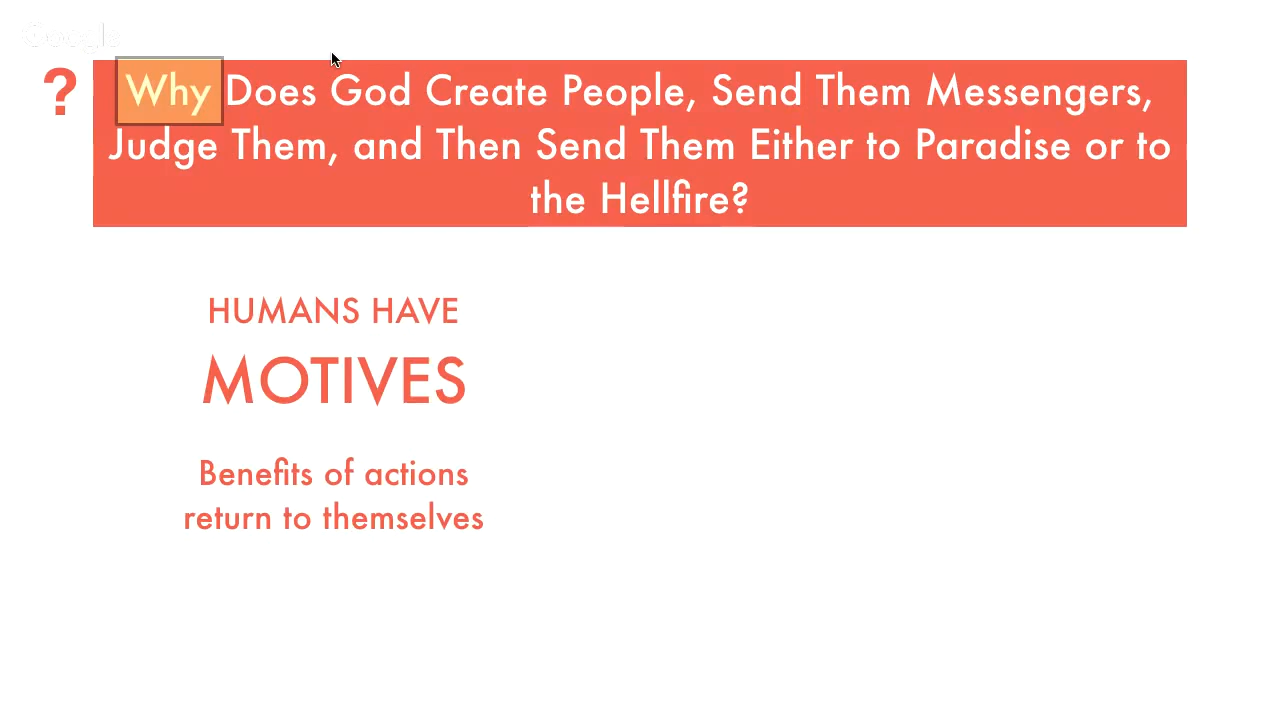 Google
? Why Does God Create People, Send Them Messengers,
Judge Them, and Then Send Them Either to Paradise or to
the Hellfire?
HUMANS HAVE
MOTIVES
Benefits of actions
return to themselves